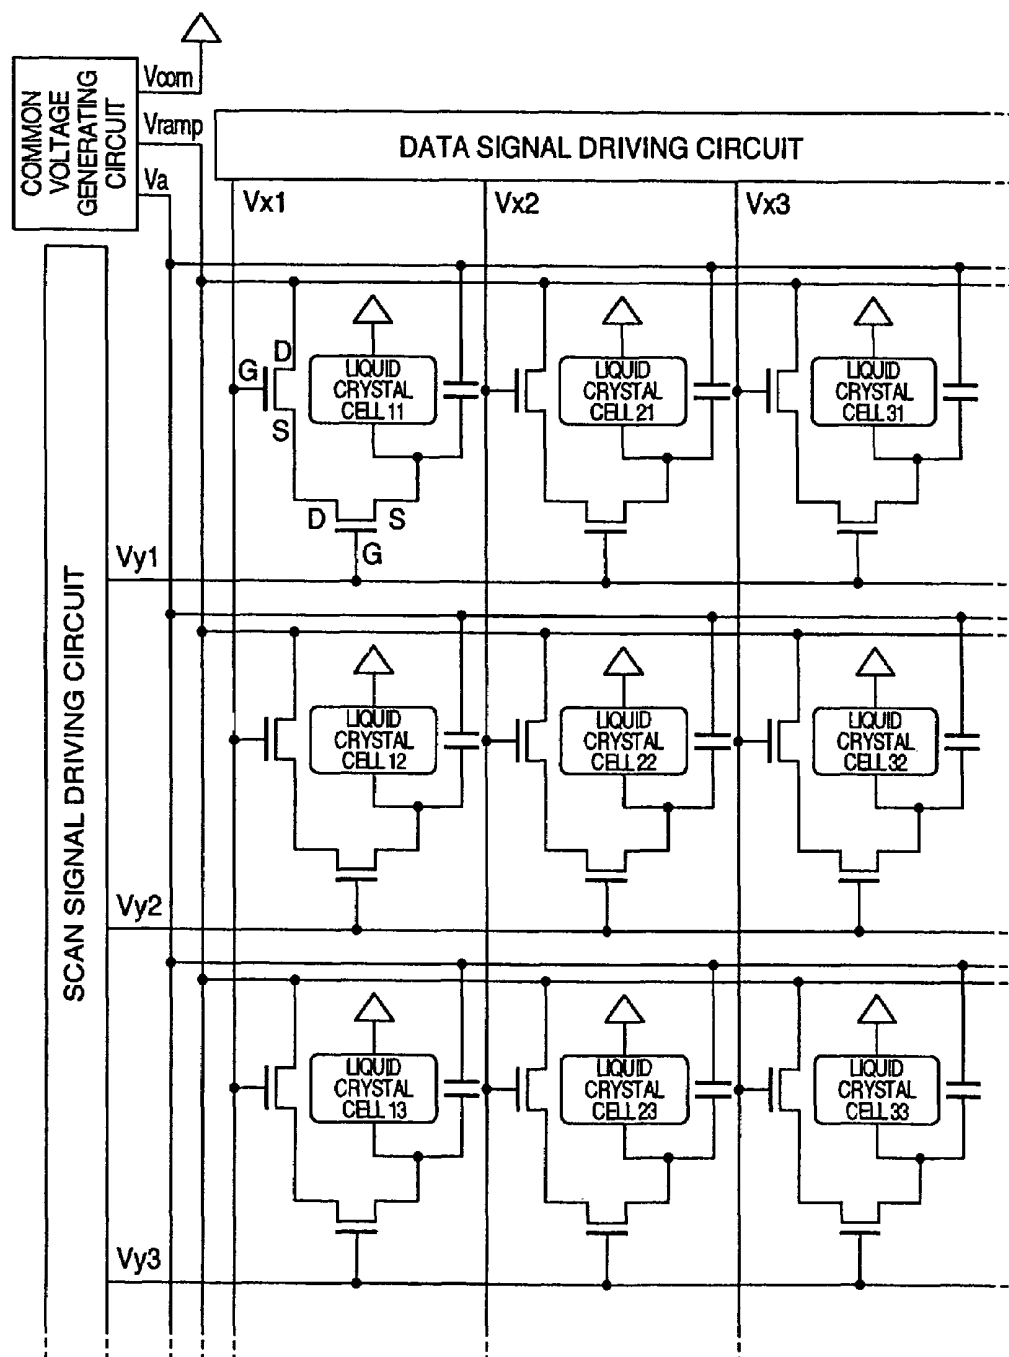 COMMON
VOLTAGE
GENERATING
CIRCUIT
Vcom
Vramp
Va
DATA SIGNAL DRIVING CIRCUIT
Vx1
Vx2
Vx3
SCAN SIGNAL DRIVING CIRCUIT
D
G
S
LIQUID
CRYSTAL
CELL 11
LIQUID
CRYSTAL
CELL 21
LIQUID
CRYSTAL
CELL 31
D
S
G
Vy1
LIQUID
CRYSTAL
CELL 12
LIQUID
CRYSTAL
CELL 22
LIQUID
CRYSTAL
CELL 32
Vy2
LIQUID
CRYSTAL
CELL 13
LIQUID
CRYSTAL
CELL 23
LIQUID
CRYSTAL
CELL 33
Vy3